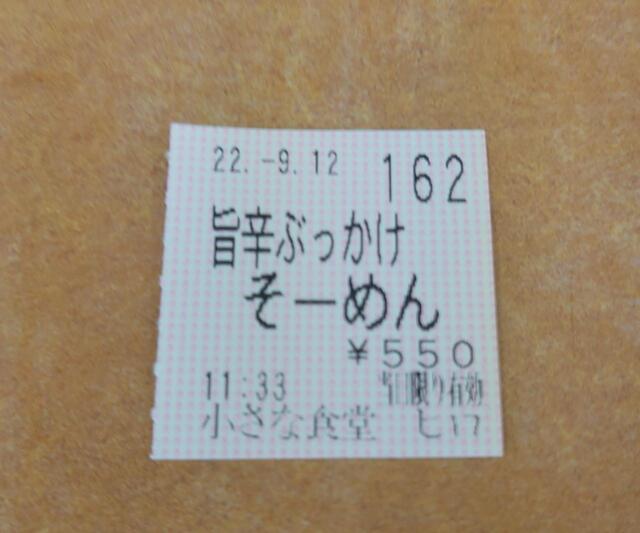 22.-9.12 162
旨辛ぶっかけ
そーめん
¥550
11:33 当日限り有効
小さな食堂 ヒ17